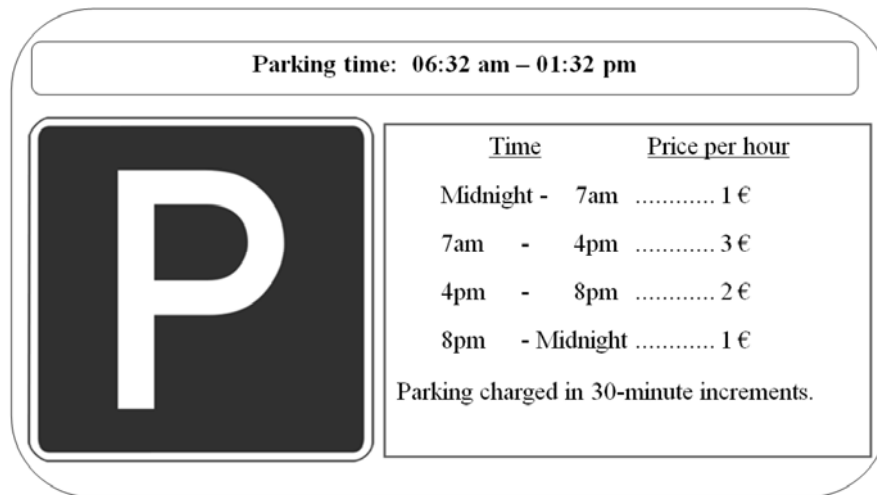 Parking time: 06:32 am – 01:32 pm
P
Time Price per hour
Midnight - 7am ............ 1 €
7am - 4pm ............ 3 €
4pm - 8pm ............ 2 €
8pm - Midnight ............ 1 €
Parking charged in 30-minute increments.